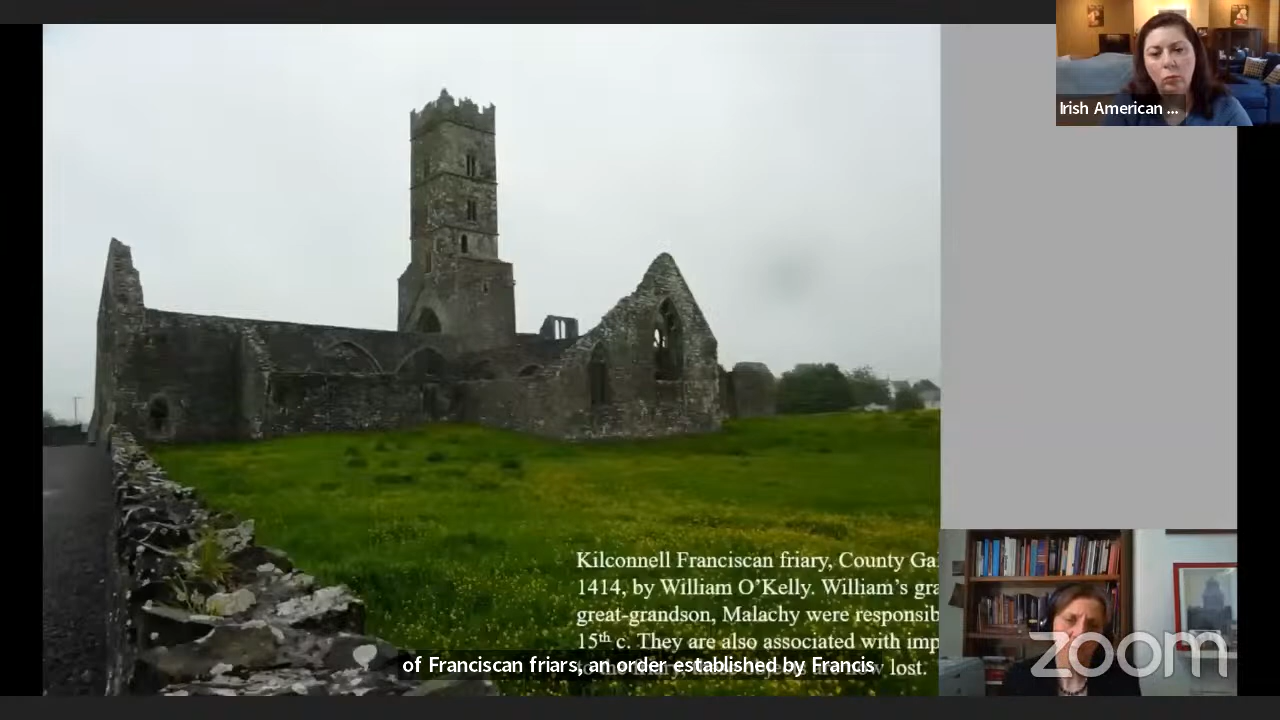 Irish American ...
Kilconnell Franciscan friary, County Ga
1414, by William O'Kelly. William's gra
great-grandson, Malachy were responsib
15th c. They are also associated with imp
lost.
of Franciscan friars, an order established by Francis
zoom